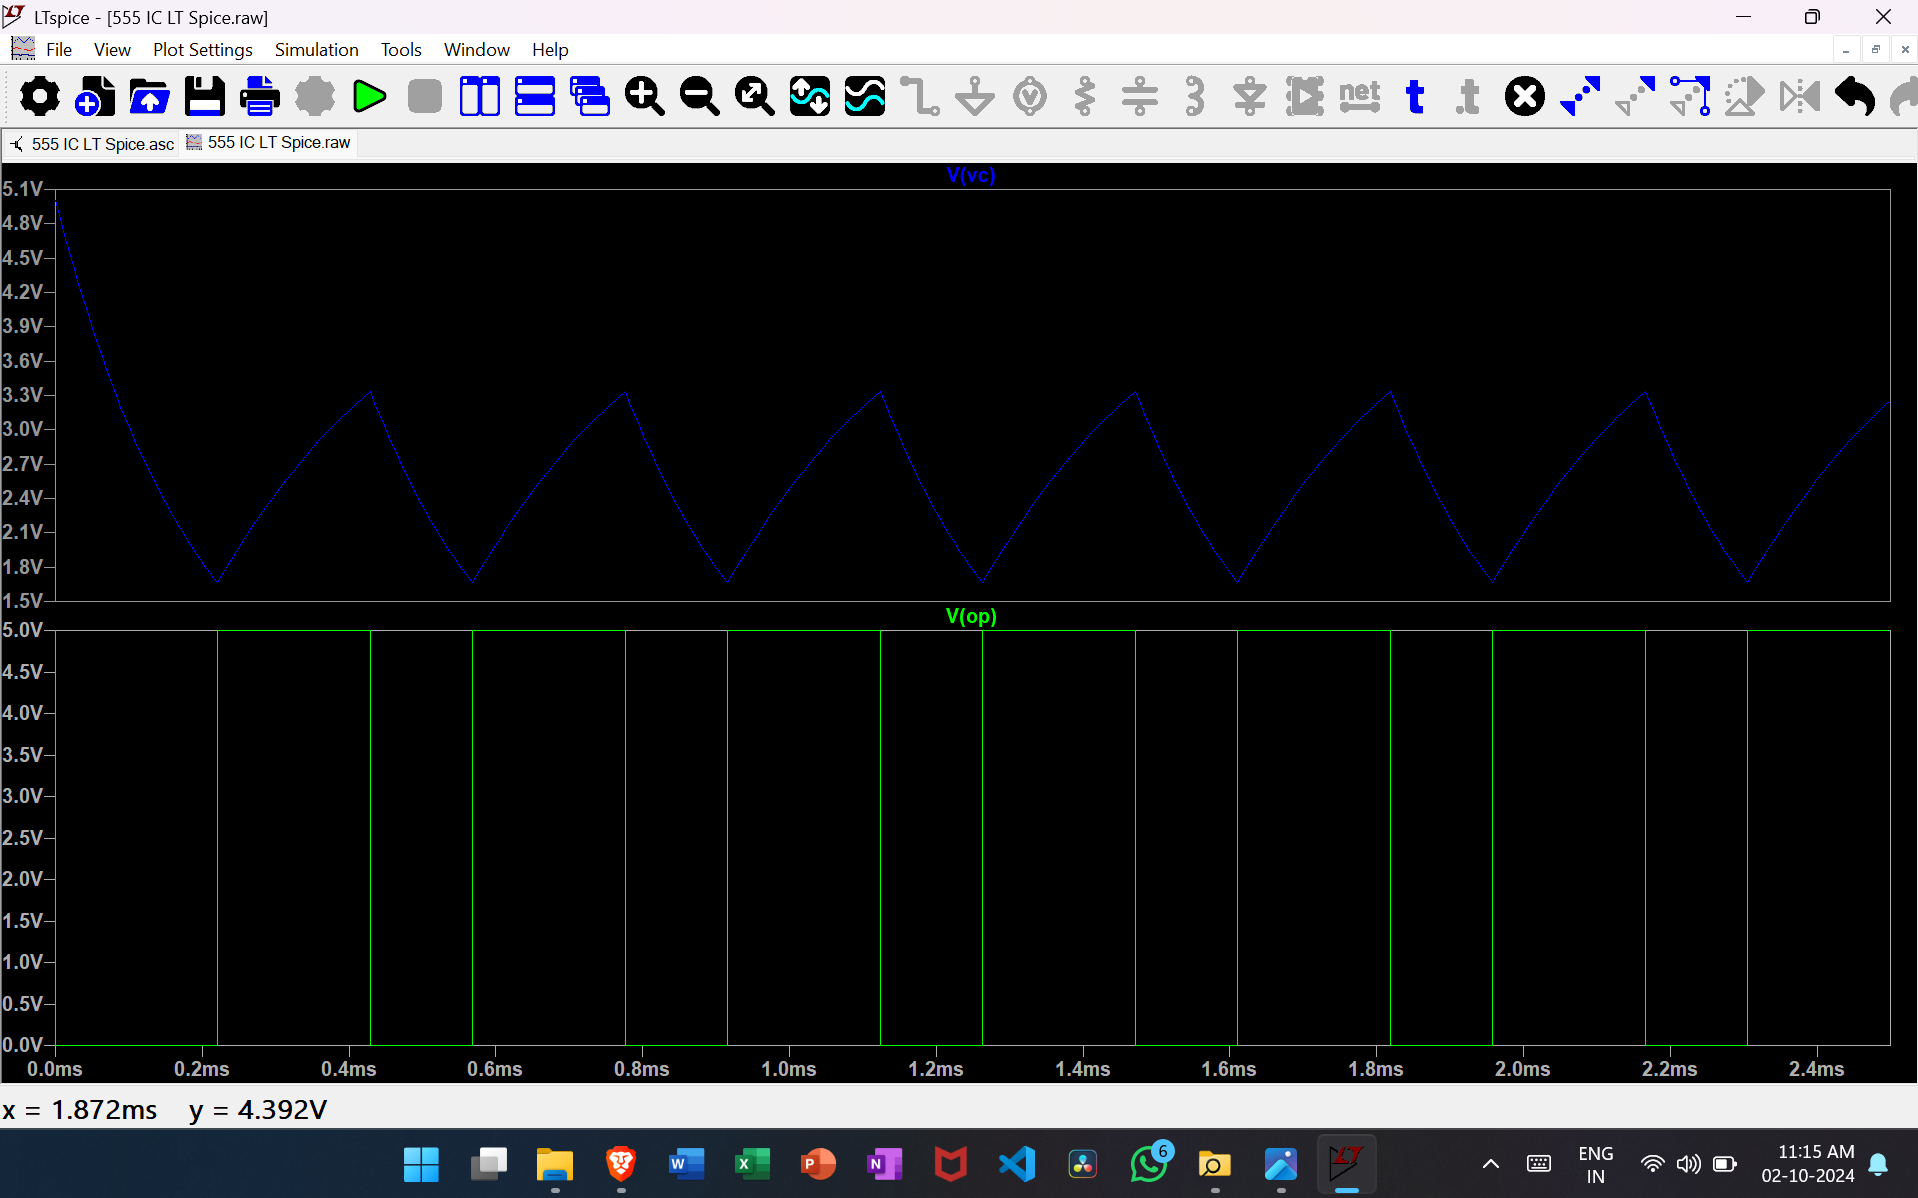 LTspice - [555 IC LT Spice.raw]
File View Plot Settings Simulation Tools Window Help
net t .t
555 IC LT Spice.asc 555 IC LT Spice.raw
V(vc)
5.1V
4.8V
4.5V
4.2V
3.9V
3.6V
3.3V
3.0V
2.7V
2.4V
2.1V
1.8V
1.5V
V(op)
5.0V
4.5V
4.0V
3.5V
3.0V
2.5V
2.0V
1.5V
1.0V
0.5V
0.0V
0.0ms 0.2ms 0.4ms 0.6ms 0.8ms 1.0ms 1.2ms 1.4ms 1.6ms 1.8ms 2.0ms 2.2ms 2.4ms
x = 1.872ms y = 4.392V
W X P N 6 LT
ENG
IN
11:15 AM
02-10-2024